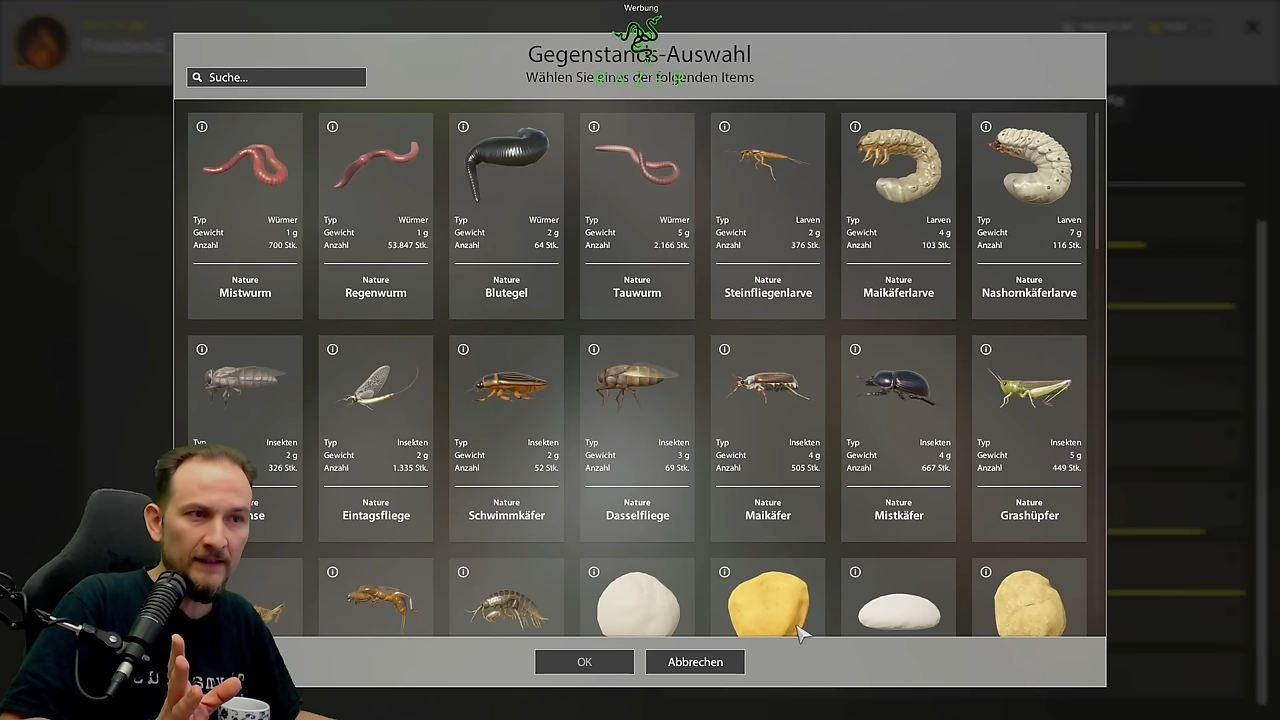 Werbung
Gegenstands-Auswahl
Suche...
Wählen Sie eines der folgenden Items
RAZER
Typ Würmer
Gewicht 1 g
Anzahl 700 Stk.
Nature
Mistwurm
Typ Würmer
Gewicht 1 g
Anzahl 53.847 Stk.
Nature
Regenwurm
Typ Würmer
Gewicht 2 g
Anzahl 64 Stk.
Nature
Blutegel
Typ Würmer
Gewicht 5 g
Anzahl 2.166 Stk.
Nature
Tauwurm
Typ Larven
Gewicht 2 g
Anzahl 376 Stk.
Nature
Steinfliegenlarve
Typ Larven
Gewicht 4 g
Anzahl 103 Stk.
Nature
Maikäferlarve
Typ Larven
Gewicht 7 g
Anzahl 116 Stk.
Nature
Nashornkäferlarve
Typ Insekten
2 g
326 Stk.
Typ Insekten
Gewicht 2 g
Anzahl 1.335 Stk.
Nature
Eintagsfliege
Typ Insekten
Gewicht 2 g
Anzahl 52 Stk.
Nature
Schwimmkäfer
Typ Insekten
Gewicht 3 g
Anzahl 69 Stk.
Nature
Dasselfliege
Typ Insekten
Gewicht 4 g
Anzahl 505 Stk.
Nature
Maikäfer
Typ Insekten
Gewicht 4 g
Anzahl 667 Stk.
Nature
Mistkäfer
Typ Insekten
Gewicht 5 g
Anzahl 449 Stk.
Nature
Grashüpfer
OK
Abbrechen